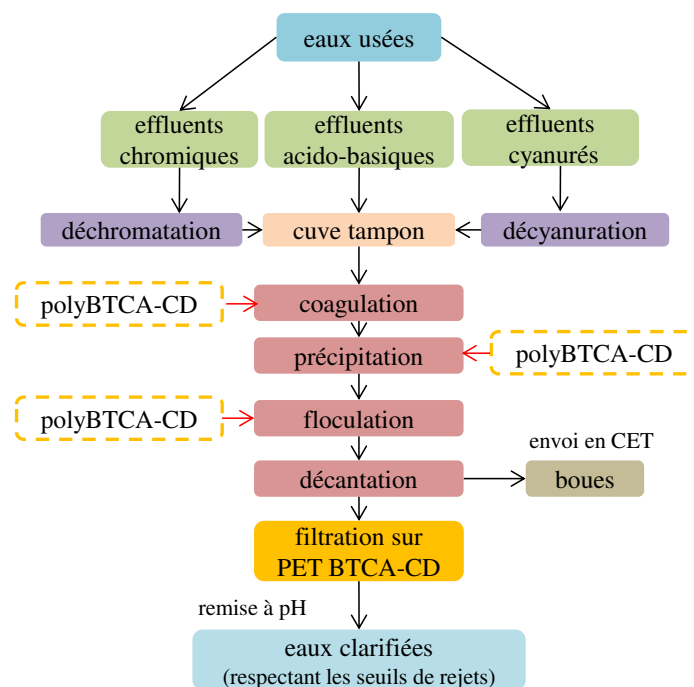 eaux usées
effluents
chromiques
effluents
acido-basiques
effluents
cyanurés
déchromatation
cuve tampon
décyanuration
polyBTCA-CD
coagulation
précipitation
polyBTCA-CD
polyBTCA-CD
floculation
envoi en CET
décantation
boues
filtration sur
PET BTCA-CD
remise à pH
eaux clarifiées
(respectant les seuils de rejets)